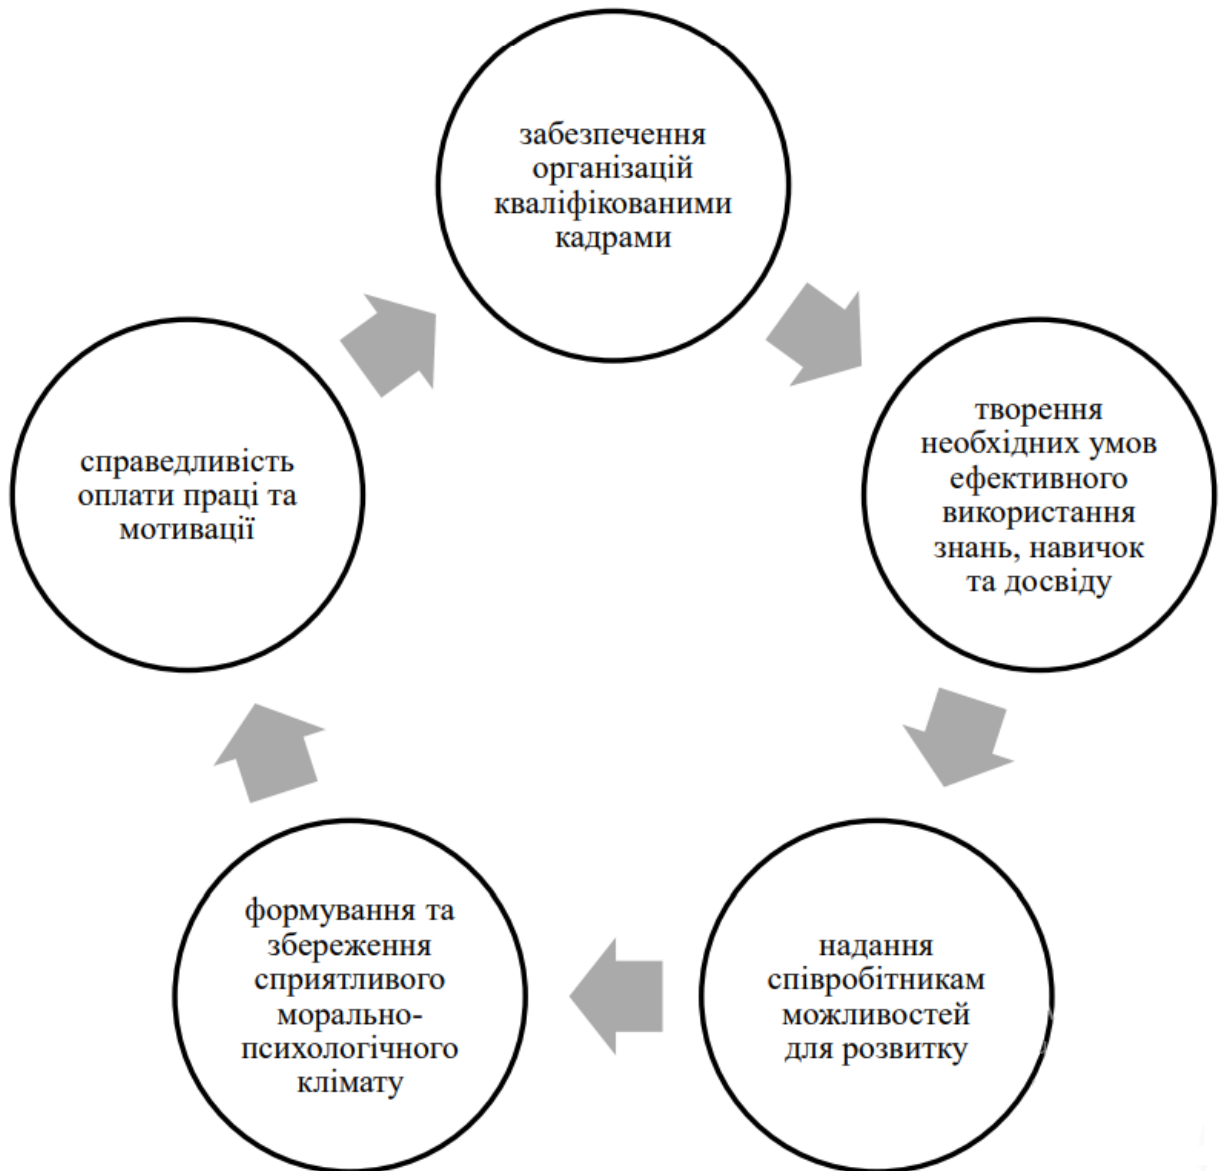 забезпечення
організацій
кваліфікованими
кадрами
творення
необхідних умов
ефективного
використання
знань, навичок
та досвіду
надання
співробітникам
можливостей
для розвитку
формування та
збереження
сприятливого
морально-
психологічного
клімату
справедливість
оплати праці та
мотивації